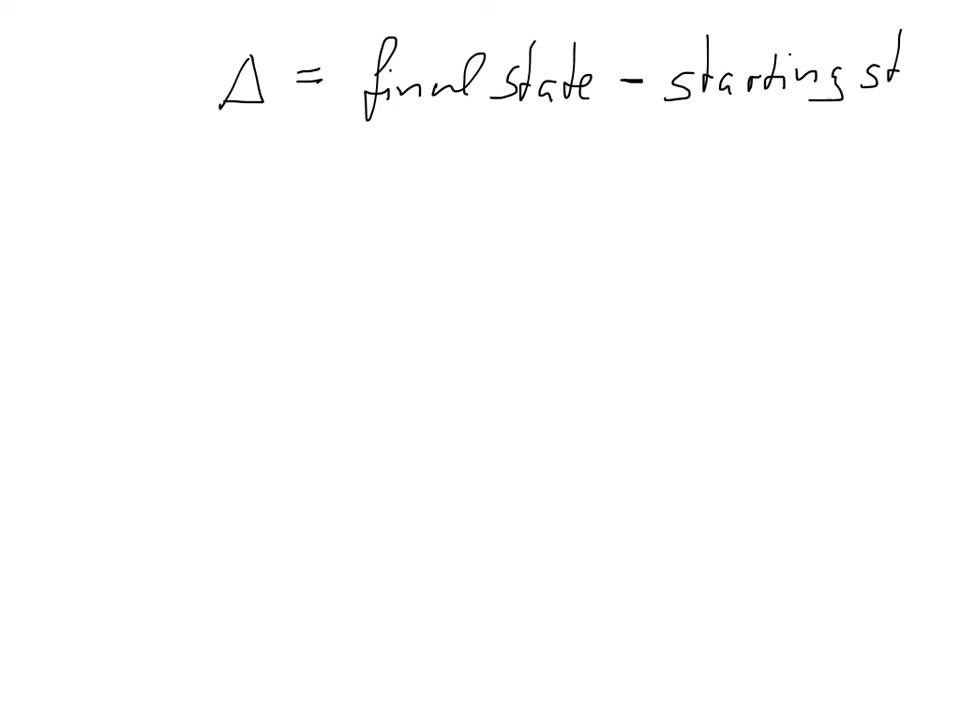 Δ = final state - starting st